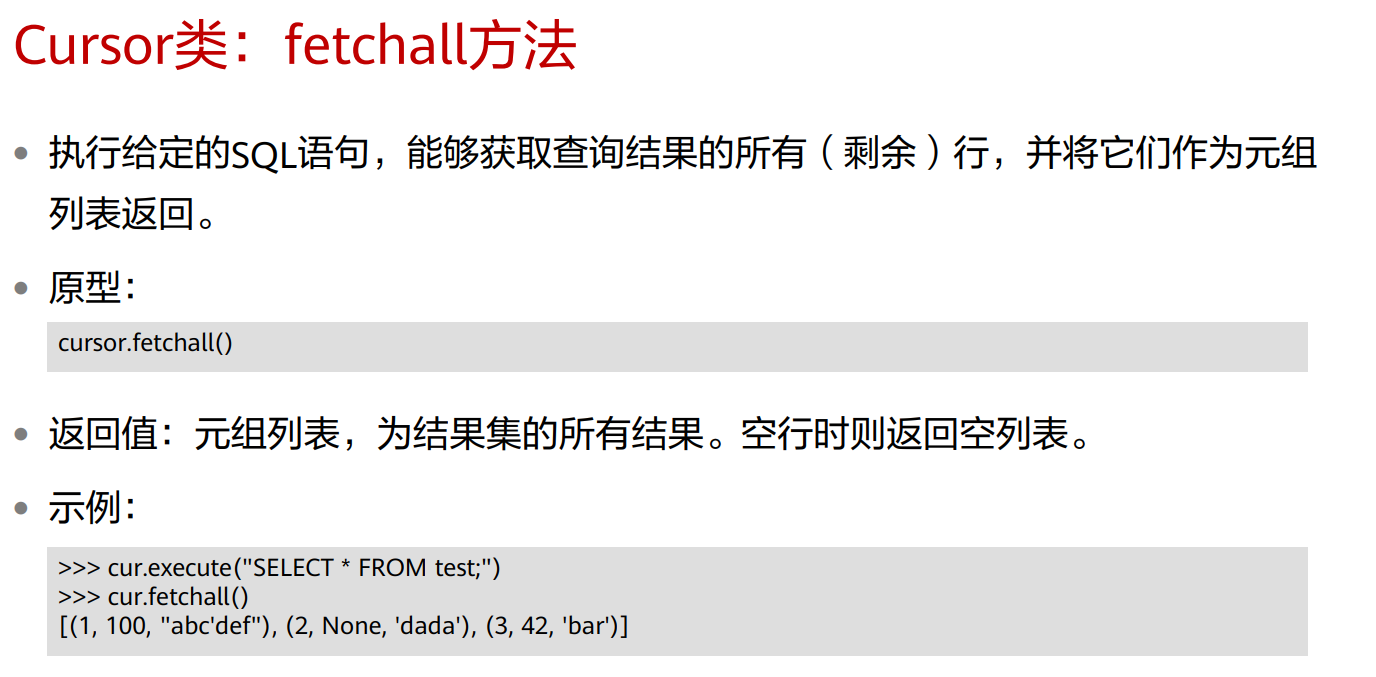 Cursor类：fetchall方法
执行给定的SQL语句，能够获取查询结果的所有（剩余）行，并将它们作为元组
列表返回。
原型：
cursor.fetchall()
返回值：元组列表，为结果集的所有结果。空行时则返回空列表。
示例：
>>> cur.execute("SELECT * FROM test;")
>>> cur.fetchall()
[(1, 100, "abc'def"), (2, None, 'dada'), (3, 42, 'bar')]